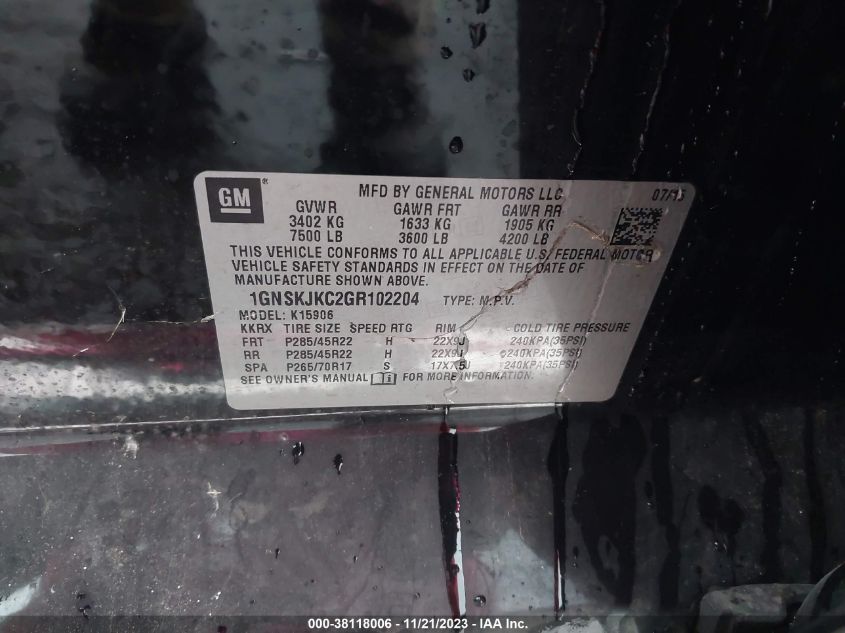 GM ® MFD BY GENERAL MOTORS LLC 07/15
GVWR GAWR FRT GAWR RR
3402 KG 1633 KG 1905 KG
7500 LB 3600 LB 4200 LB
THIS VEHICLE CONFORMS TO ALL APPLICABLE U.S. FEDERAL MOTOR
VEHICLE SAFETY STANDARDS IN EFFECT ON THE DATE OF
MANUFACTURE SHOWN ABOVE.
1GNSKJKC2GR102204 TYPE: M.P.V.
MODEL: K15906
KKRX TIRE SIZE SPEED RTG RIM COLD TIRE PRESSURE
FRT P285/45R22 H 22X9J 240KPA(35PSI)
RR P285/45R22 H 22X9J 240KPA(35PSI)
SPA P265/70R17 S 17X7.5J 240KPA(35PSI)
SEE OWNER'S MANUAL FOR MORE INFORMATION.
000-38118006 - 11/21/2023 - IAA Inc.